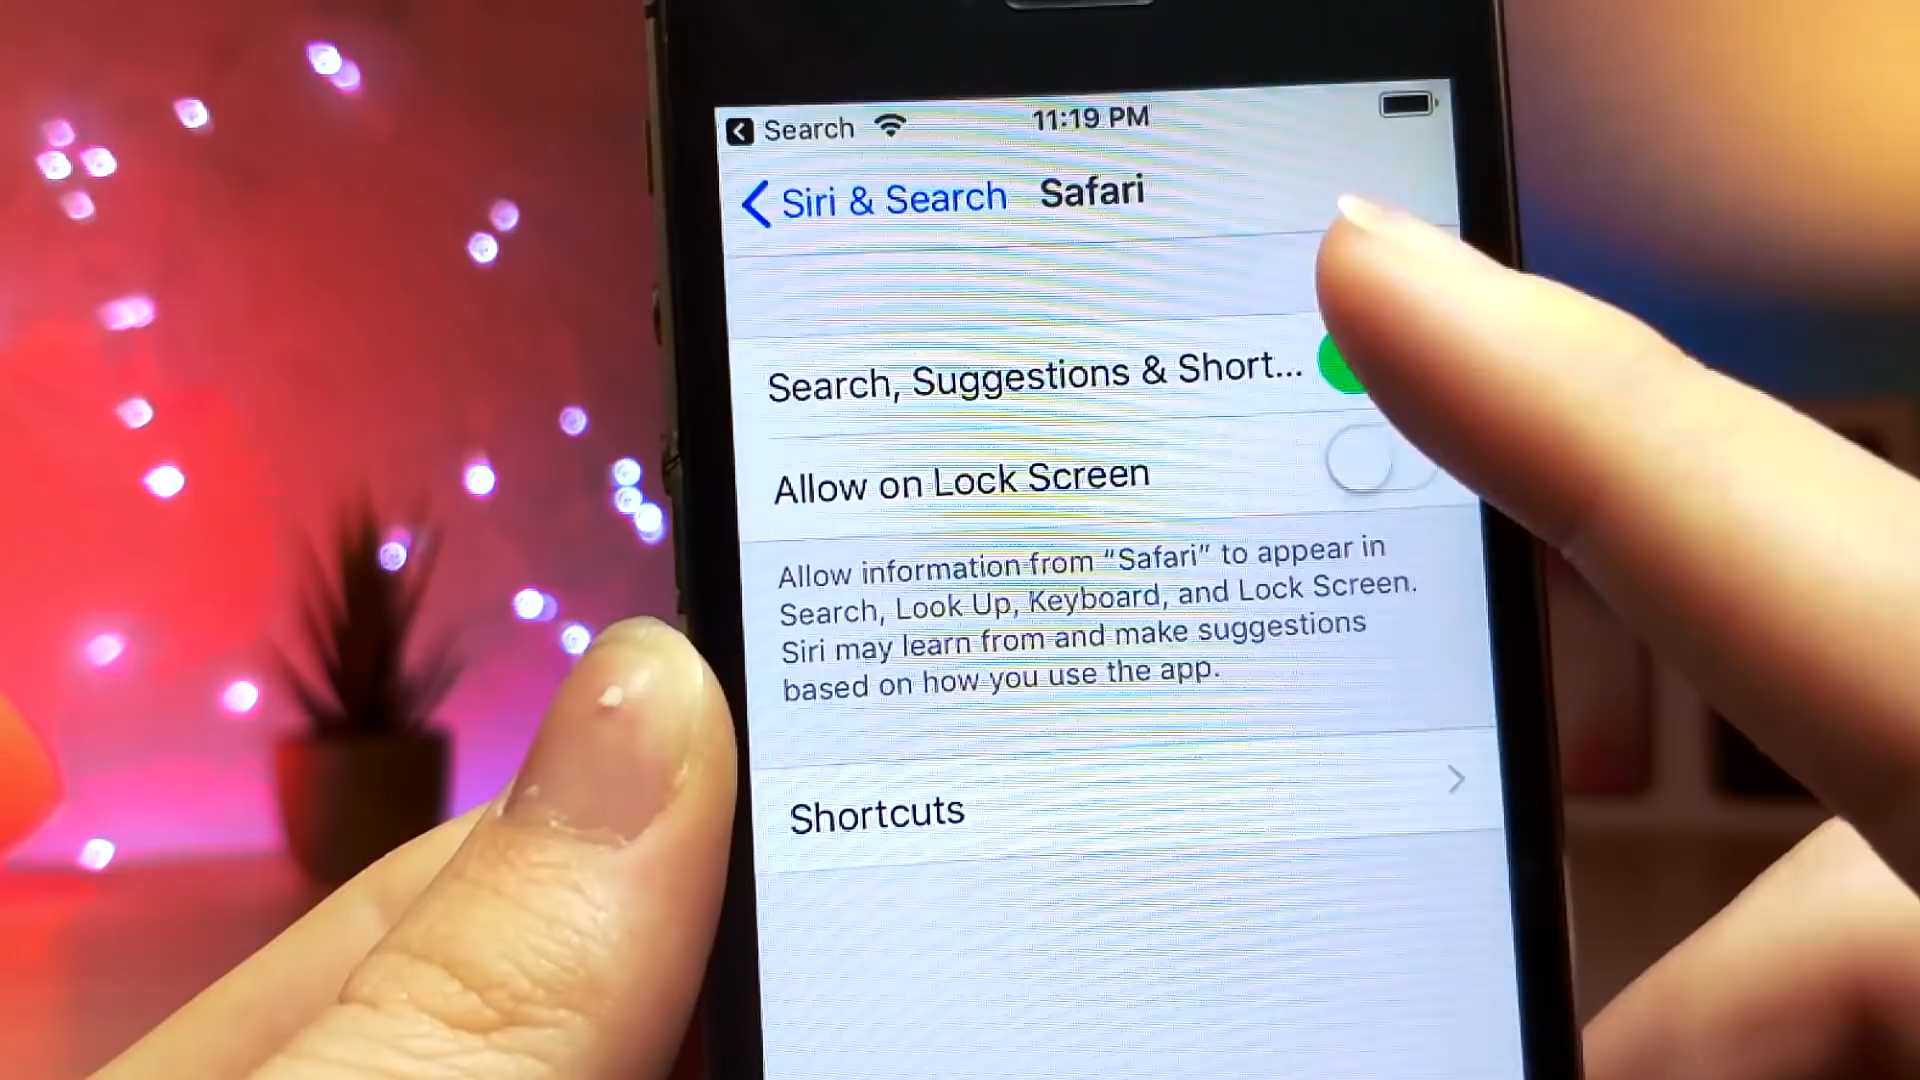 Search 11:19 PM
Siri & Search Safari
Search, Suggestions & Short...
Allow on Lock Screen
Allow information from “Safari” to appear in
Search, Look Up, Keyboard, and Lock Screen.
Siri may learn from and make suggestions
based on how you use the app.
Shortcuts